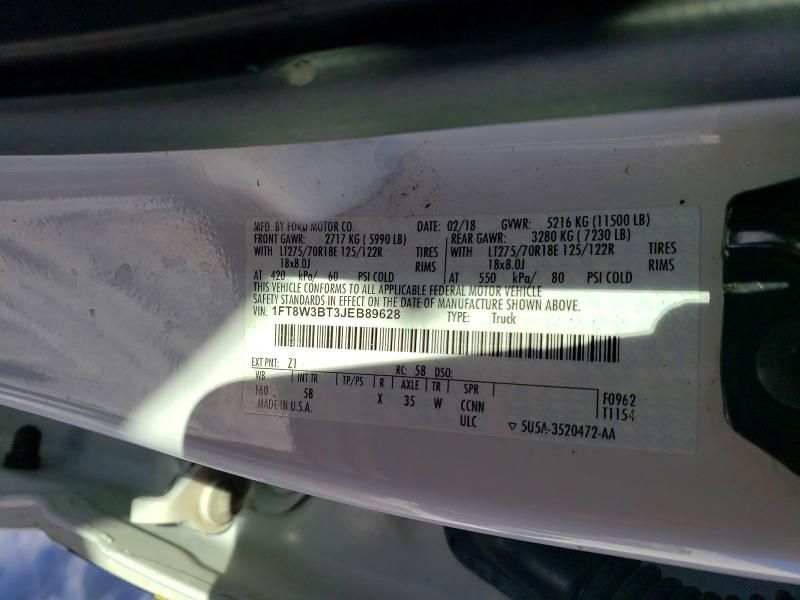 MFD. BY FORD MOTOR CO. DATE: 02/18 GVWR: 5216 KG (11500 LB)
FRONT GAWR: 2717 KG (5990 LB) REAR GAWR: 3280 KG (7230 LB)
WITH LT275/70R18E 125/122R TIRES WITH LT275/70R18E 125/122R TIRES
18x8.0J RIMS 18x8.0J RIMS
AT 420 kPa/ 60 PSI COLD AT 550 kPa/ 80 PSI COLD
THIS VEHICLE CONFORMS TO ALL APPLICABLE FEDERAL MOTOR VEHICLE
SAFETY STANDARDS IN EFFECT ON THE DATE OF MANUFACTURE SHOWN ABOVE.
VIN: 1FT8W3BT3JEB89628 TYPE: Truck
EXT PNT: Z1 RC: 58 DSO:
WB INT TR TP/PS R AXLE TR SPR F0962
160 5B X 35 W CCNN T1154
MADE IN U.S.A. ULC ▽ 5U5A-3520472-AA